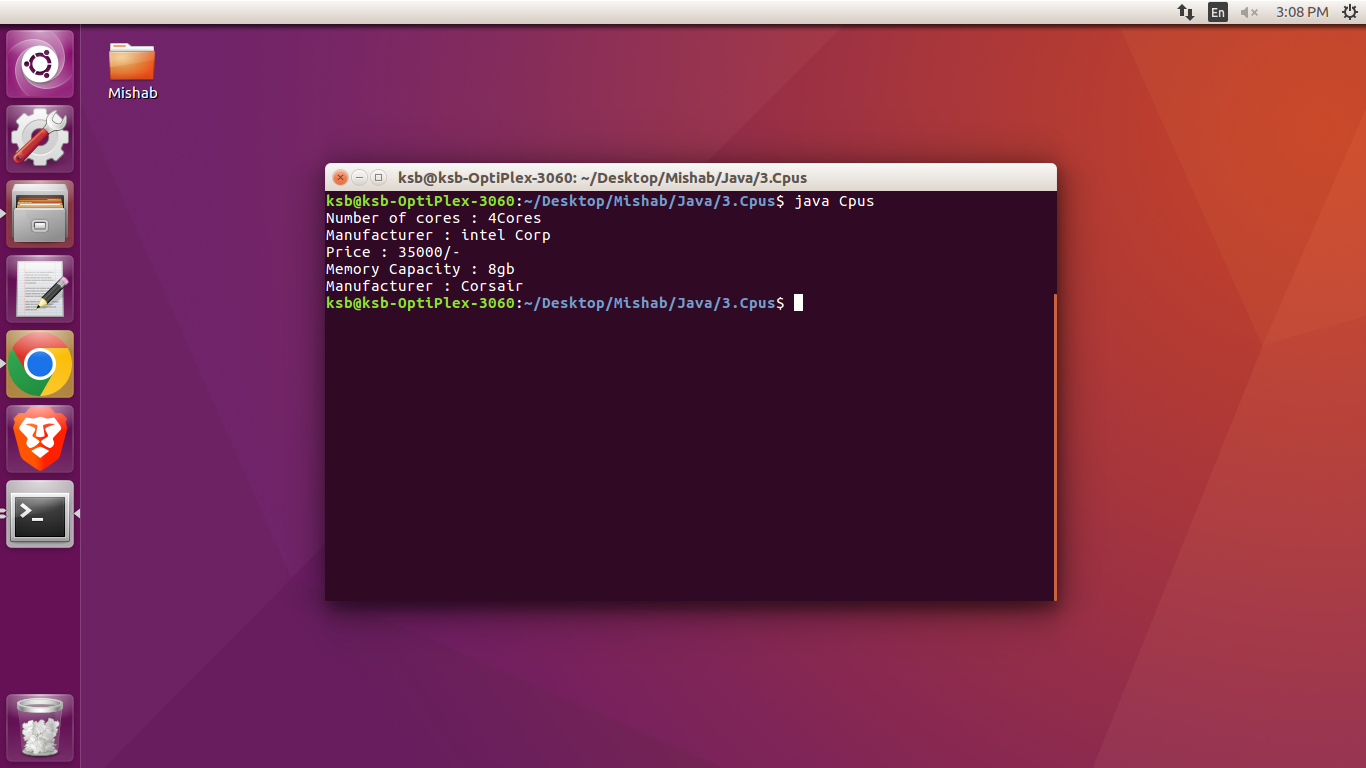 En
3:08 PM
Mishab
ksb@ksb-OptiPlex-3060: ~/Desktop/Mishab/Java/3.Cpus
ksb@ksb-OptiPlex-3060:~/Desktop/Mishab/Java/3.Cpus$ java Cpus
Number of cores : 4Cores
Manufacturer : intel Corp
Price : 35000/-
Memory Capacity : 8gb
Manufacturer : Corsair
ksb@ksb-OptiPlex-3060:~/Desktop/Mishab/Java/3.Cpus$